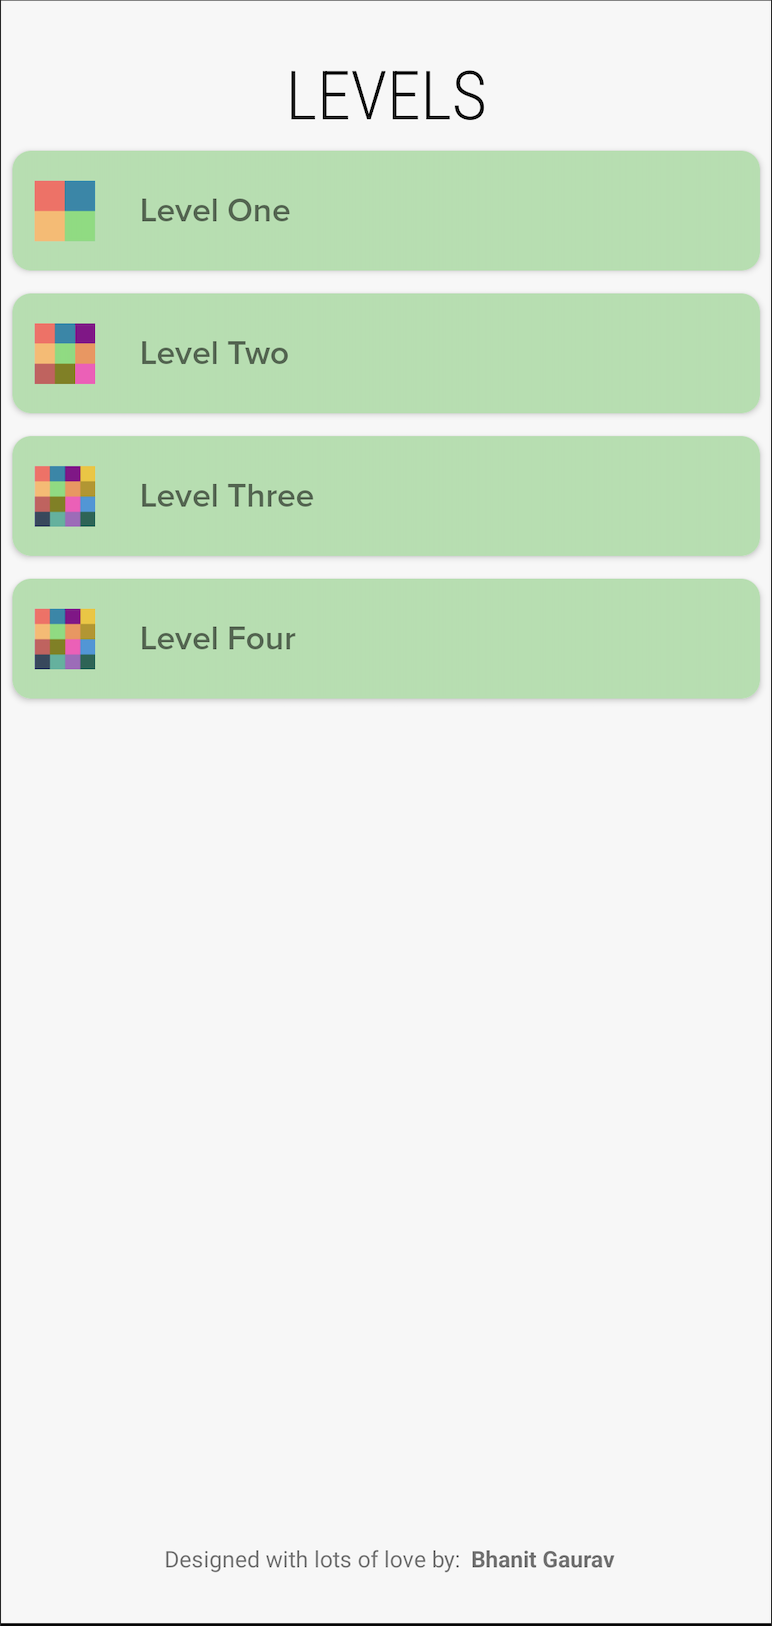 LEVELS
Level One
Level Two
Level Three
Level Four
Designed with lots of love by: Bhanit Gaurav